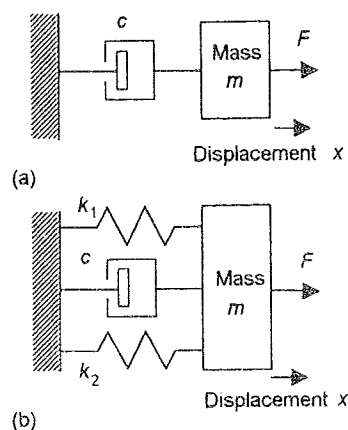 c
Mass
m
F
Displacement x
(a)
k1
c
Mass
m
F
k2
Displacement x
(b)